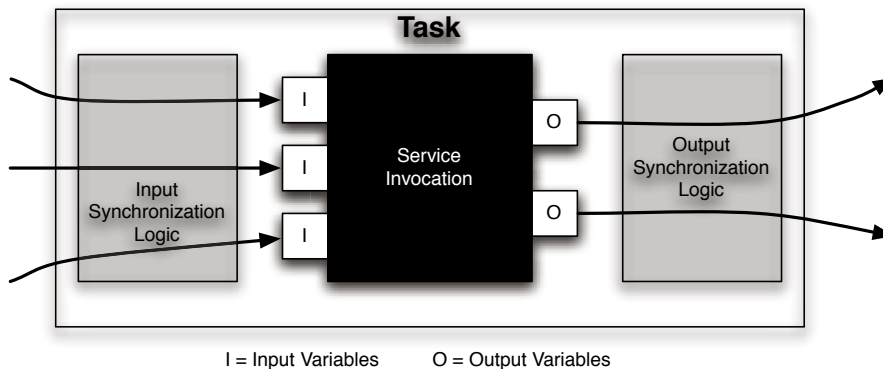 Task
I
I
I
Input
Synchronization
Logic
Service
Invocation
O
O
Output
Synchronization
Logic
I = Input Variables
O = Output Variables